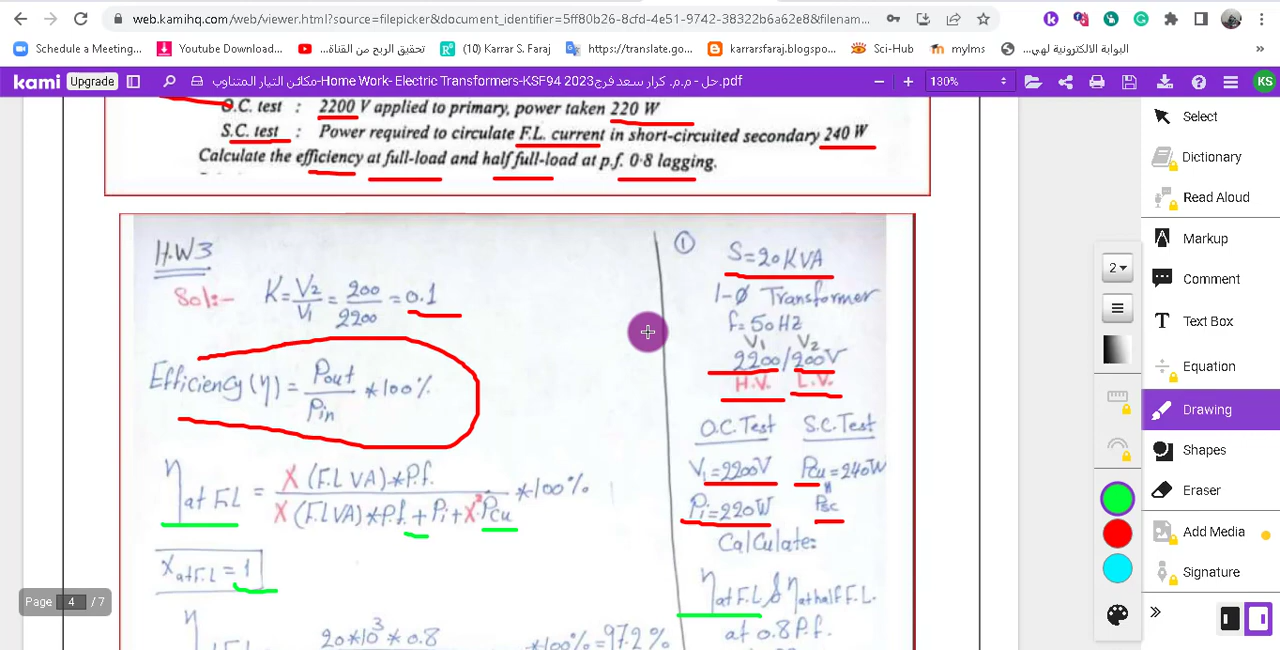 web.kamihq.com/web/viewer.html?source=filepicker&document_identifier=5ff80b26-8cfd-4e51-9742-38322b6a62e8&filenam...
Schedule a Meeting...
Youtube Download...
تحقيق الربح من القناة...
(10) Karrar S. Faraj
https://translate.go...
karrarsfaraj.blogspo...
Sci-Hub
mylms
البوابة الالكترونية لهي...
»
kami
Upgrade
حل - م.م. كرار سعد فرج2023 Home Work- Electric Transformers-KSF94-مكائن التيار المتناوب.pdf
130%
KS
O.C. test : 2200 V applied to primary, power taken 220 W
S.C. test : Power required to circulate F.L. current in short-circuited secondary 240 W
Calculate the efficiency at full-load and half full-load at p.f. 0·8 lagging.
H.W3
Sol:-
K = V2/V1 = 200/2200 = 0.1
Efficiency (η) = Pout/Pin * 100%
η at F.L = X (F.L VA)*P.f. / X (F.L VA)*P.f + Pi + X² Pcu * 100%
X at F.L = 1
η
20*10³ * 0.8
*100% = 97.2 %
①
S = 20 KVA
1-Ø Transformer
f = 50 HZ
V1 V2
2200/200V
H.V. L.V.
O.C.Test S.C.Test
V1 = 2200V Pcu = 240W
Pi = 220W Psc
Calculate:
η at F.L & η at half F.L.
at 0.8 P.f.
Page 4 / 7
2
Select
Dictionary
Read Aloud
Markup
Comment
Text Box
Equation
Drawing
Shapes
Eraser
Add Media
Signature
»